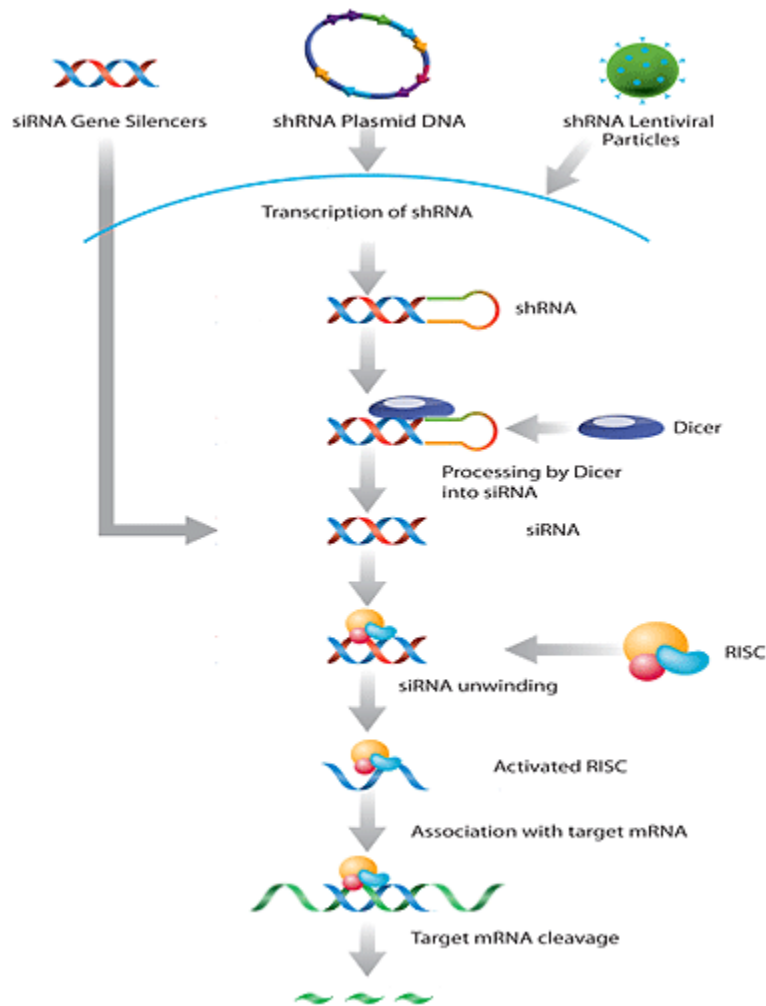 siRNA Gene Silencers
shRNA Plasmid DNA
shRNA Lentiviral
Particles
Transcription of shRNA
shRNA
Dicer
Processing by Dicer
into siRNA
siRNA
RISC
siRNA unwinding
Activated RISC
Association with target mRNA
Target mRNA cleavage